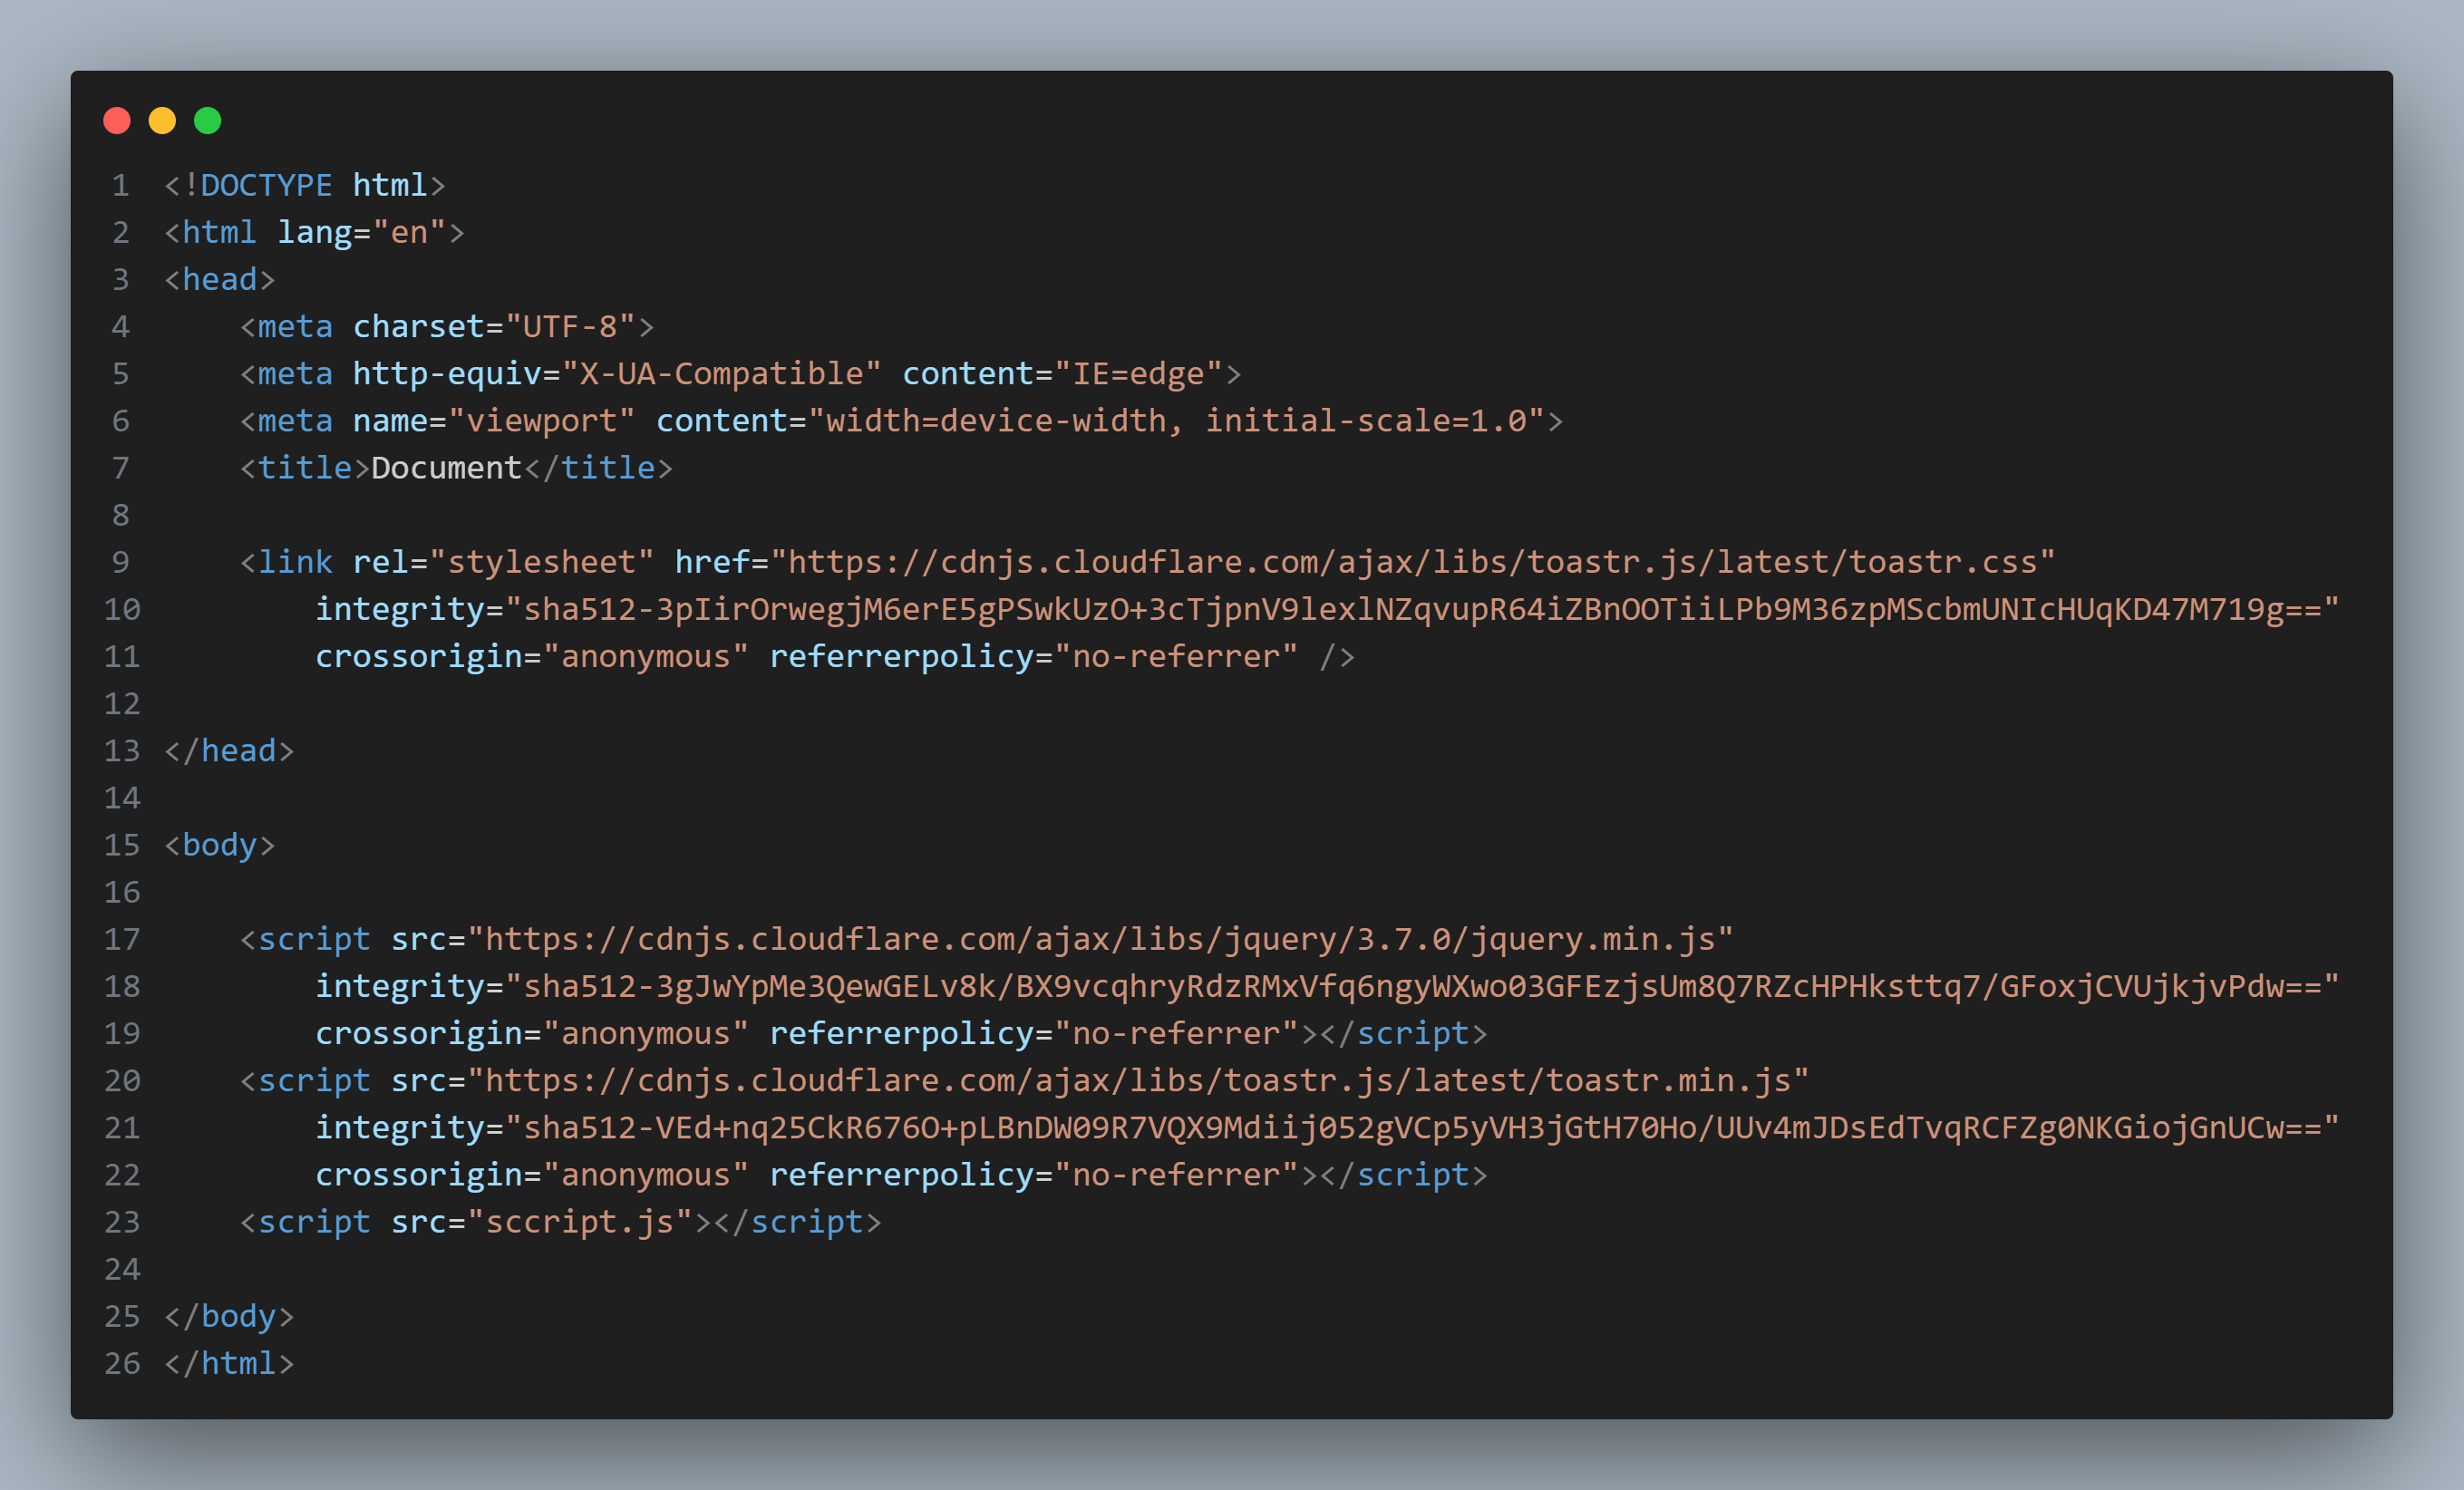 1 <!DOCTYPE html>
2 <html lang="en">
3 <head>
4     <meta charset="UTF-8">
5     <meta http-equiv="X-UA-Compatible" content="IE=edge">
6     <meta name="viewport" content="width=device-width, initial-scale=1.0">
7     <title>Document</title>
8
9     <link rel="stylesheet" href="https://cdnjs.cloudflare.com/ajax/libs/toastr.js/latest/toastr.css"
10         integrity="sha512-3pIirOrwegjM6erE5gPSwkUzO+3cTjpnV9lexlNZqvupR64iZBnOOTiiLPb9M36zpMScbmUNIcHUqKD47M719g=="
11         crossorigin="anonymous" referrerpolicy="no-referrer" />
12
13 </head>
14
15 <body>
16
17     <script src="https://cdnjs.cloudflare.com/ajax/libs/jquery/3.7.0/jquery.min.js"
18         integrity="sha512-3gJwYpMe3QewGELv8k/BX9vcqhryRdzRMxVfq6ngyWXwo03GFEzjsUm8Q7RZcHPHksttq7/GFoxjCVUjkjvPdw=="
19         crossorigin="anonymous" referrerpolicy="no-referrer"></script>
20     <script src="https://cdnjs.cloudflare.com/ajax/libs/toastr.js/latest/toastr.min.js"
21         integrity="sha512-VEd+nq25CkR676O+pLBnDW09R7VQX9Mdiij052gVCp5yVH3jGtH70Ho/UUv4mJDsEdTvqRCFZg0NKGiojGnUCw=="
22         crossorigin="anonymous" referrerpolicy="no-referrer"></script>
23     <script src="sccript.js"></script>
24
25 </body>
26 </html>